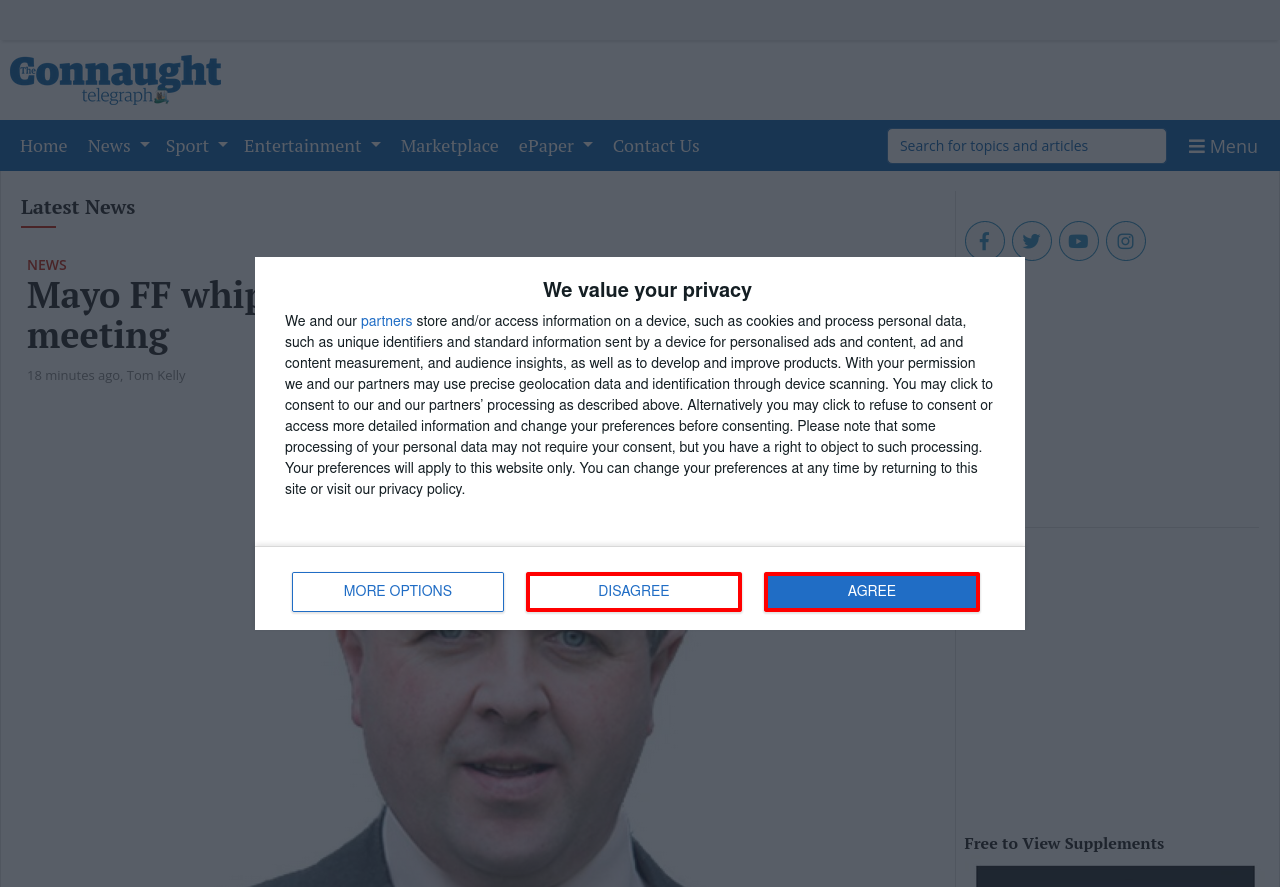 The
Connaught
telegraph
Home News Sport Entertainment Marketplace ePaper Contact Us Search for topics and articles Menu
Latest News
NEWS
Mayo FF whip
meeting
18 minutes ago, Tom Kelly
We value your privacy
We and our partners store and/or access information on a device, such as cookies and process personal data,
such as unique identifiers and standard information sent by a device for personalised ads and content, ad and
content measurement, and audience insights, as well as to develop and improve products. With your permission
we and our partners may use precise geolocation data and identification through device scanning. You may click to
consent to our and our partners’ processing as described above. Alternatively you may click to refuse to consent or
access more detailed information and change your preferences before consenting. Please note that some
processing of your personal data may not require your consent, but you have a right to object to such processing.
Your preferences will apply to this website only. You can change your preferences at any time by returning to this
site or visit our privacy policy.
MORE OPTIONS DISAGREE AGREE
Free to View Supplements